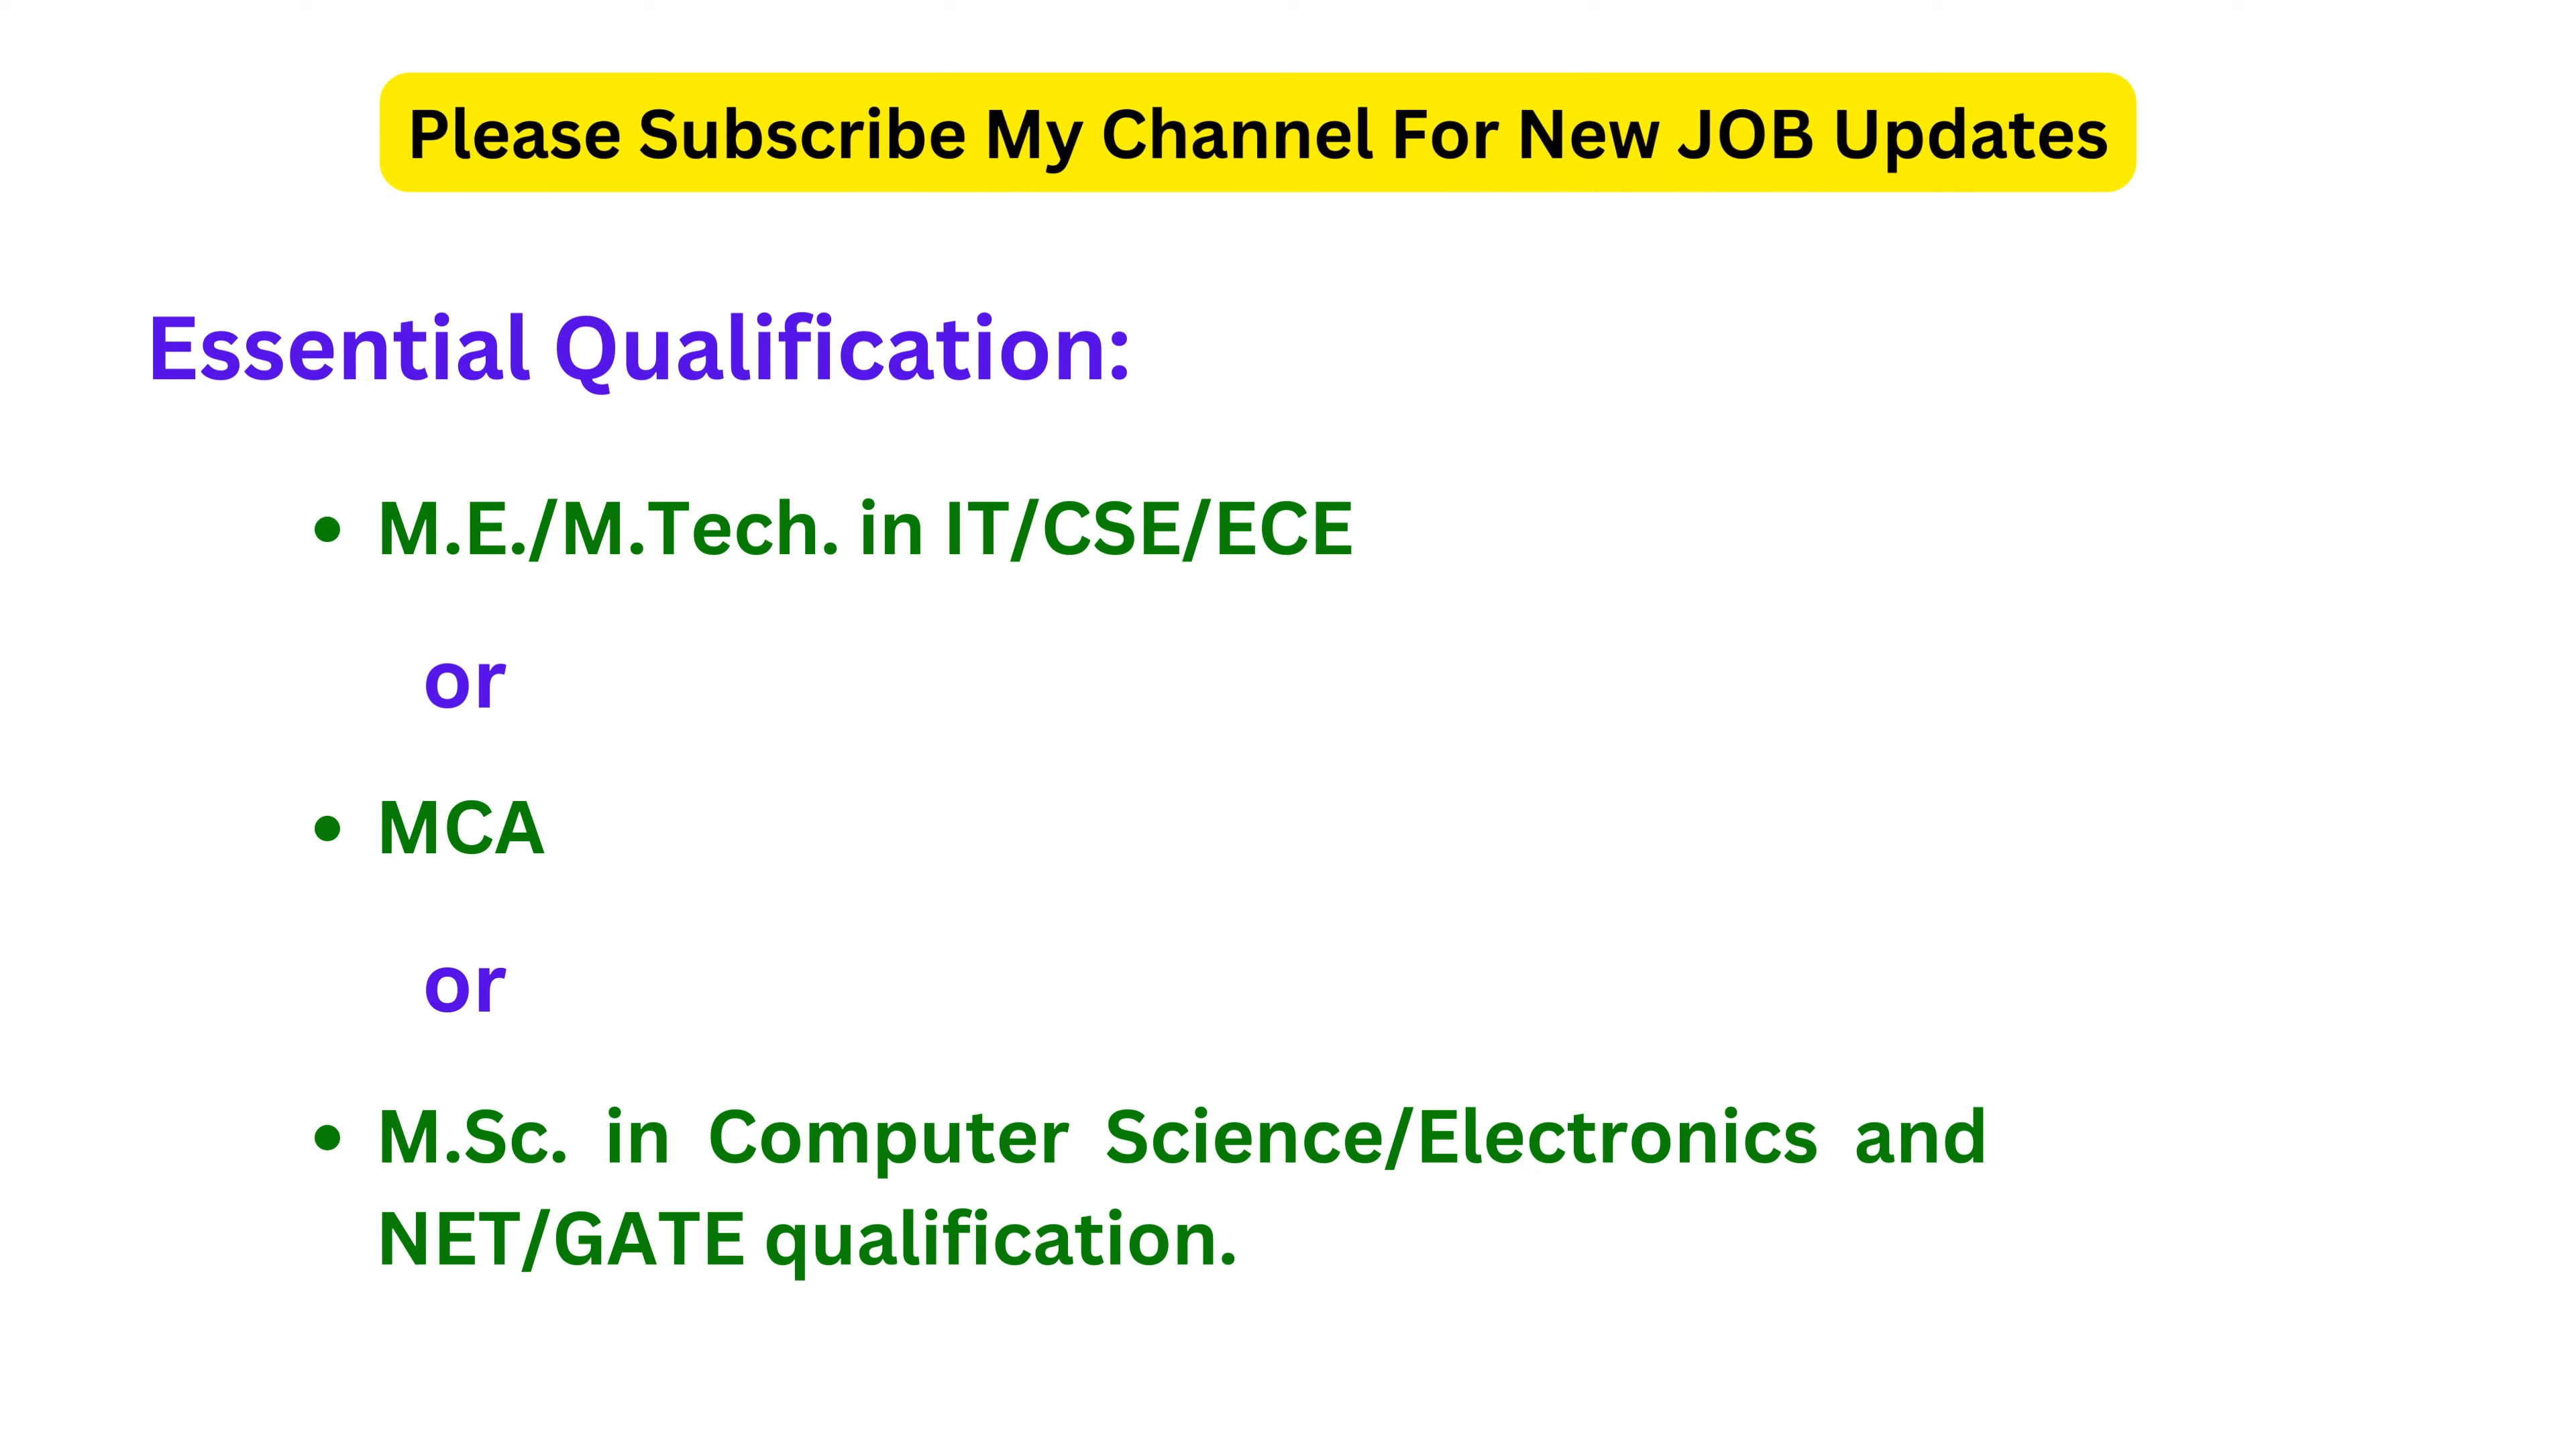 Please Subscribe My Channel For New JOB Updates
Essential Qualification:
• M.E./M.Tech. in IT/CSE/ECE
or
• MCA
or
• M.Sc. in Computer Science/Electronics and
NET/GATE qualification.